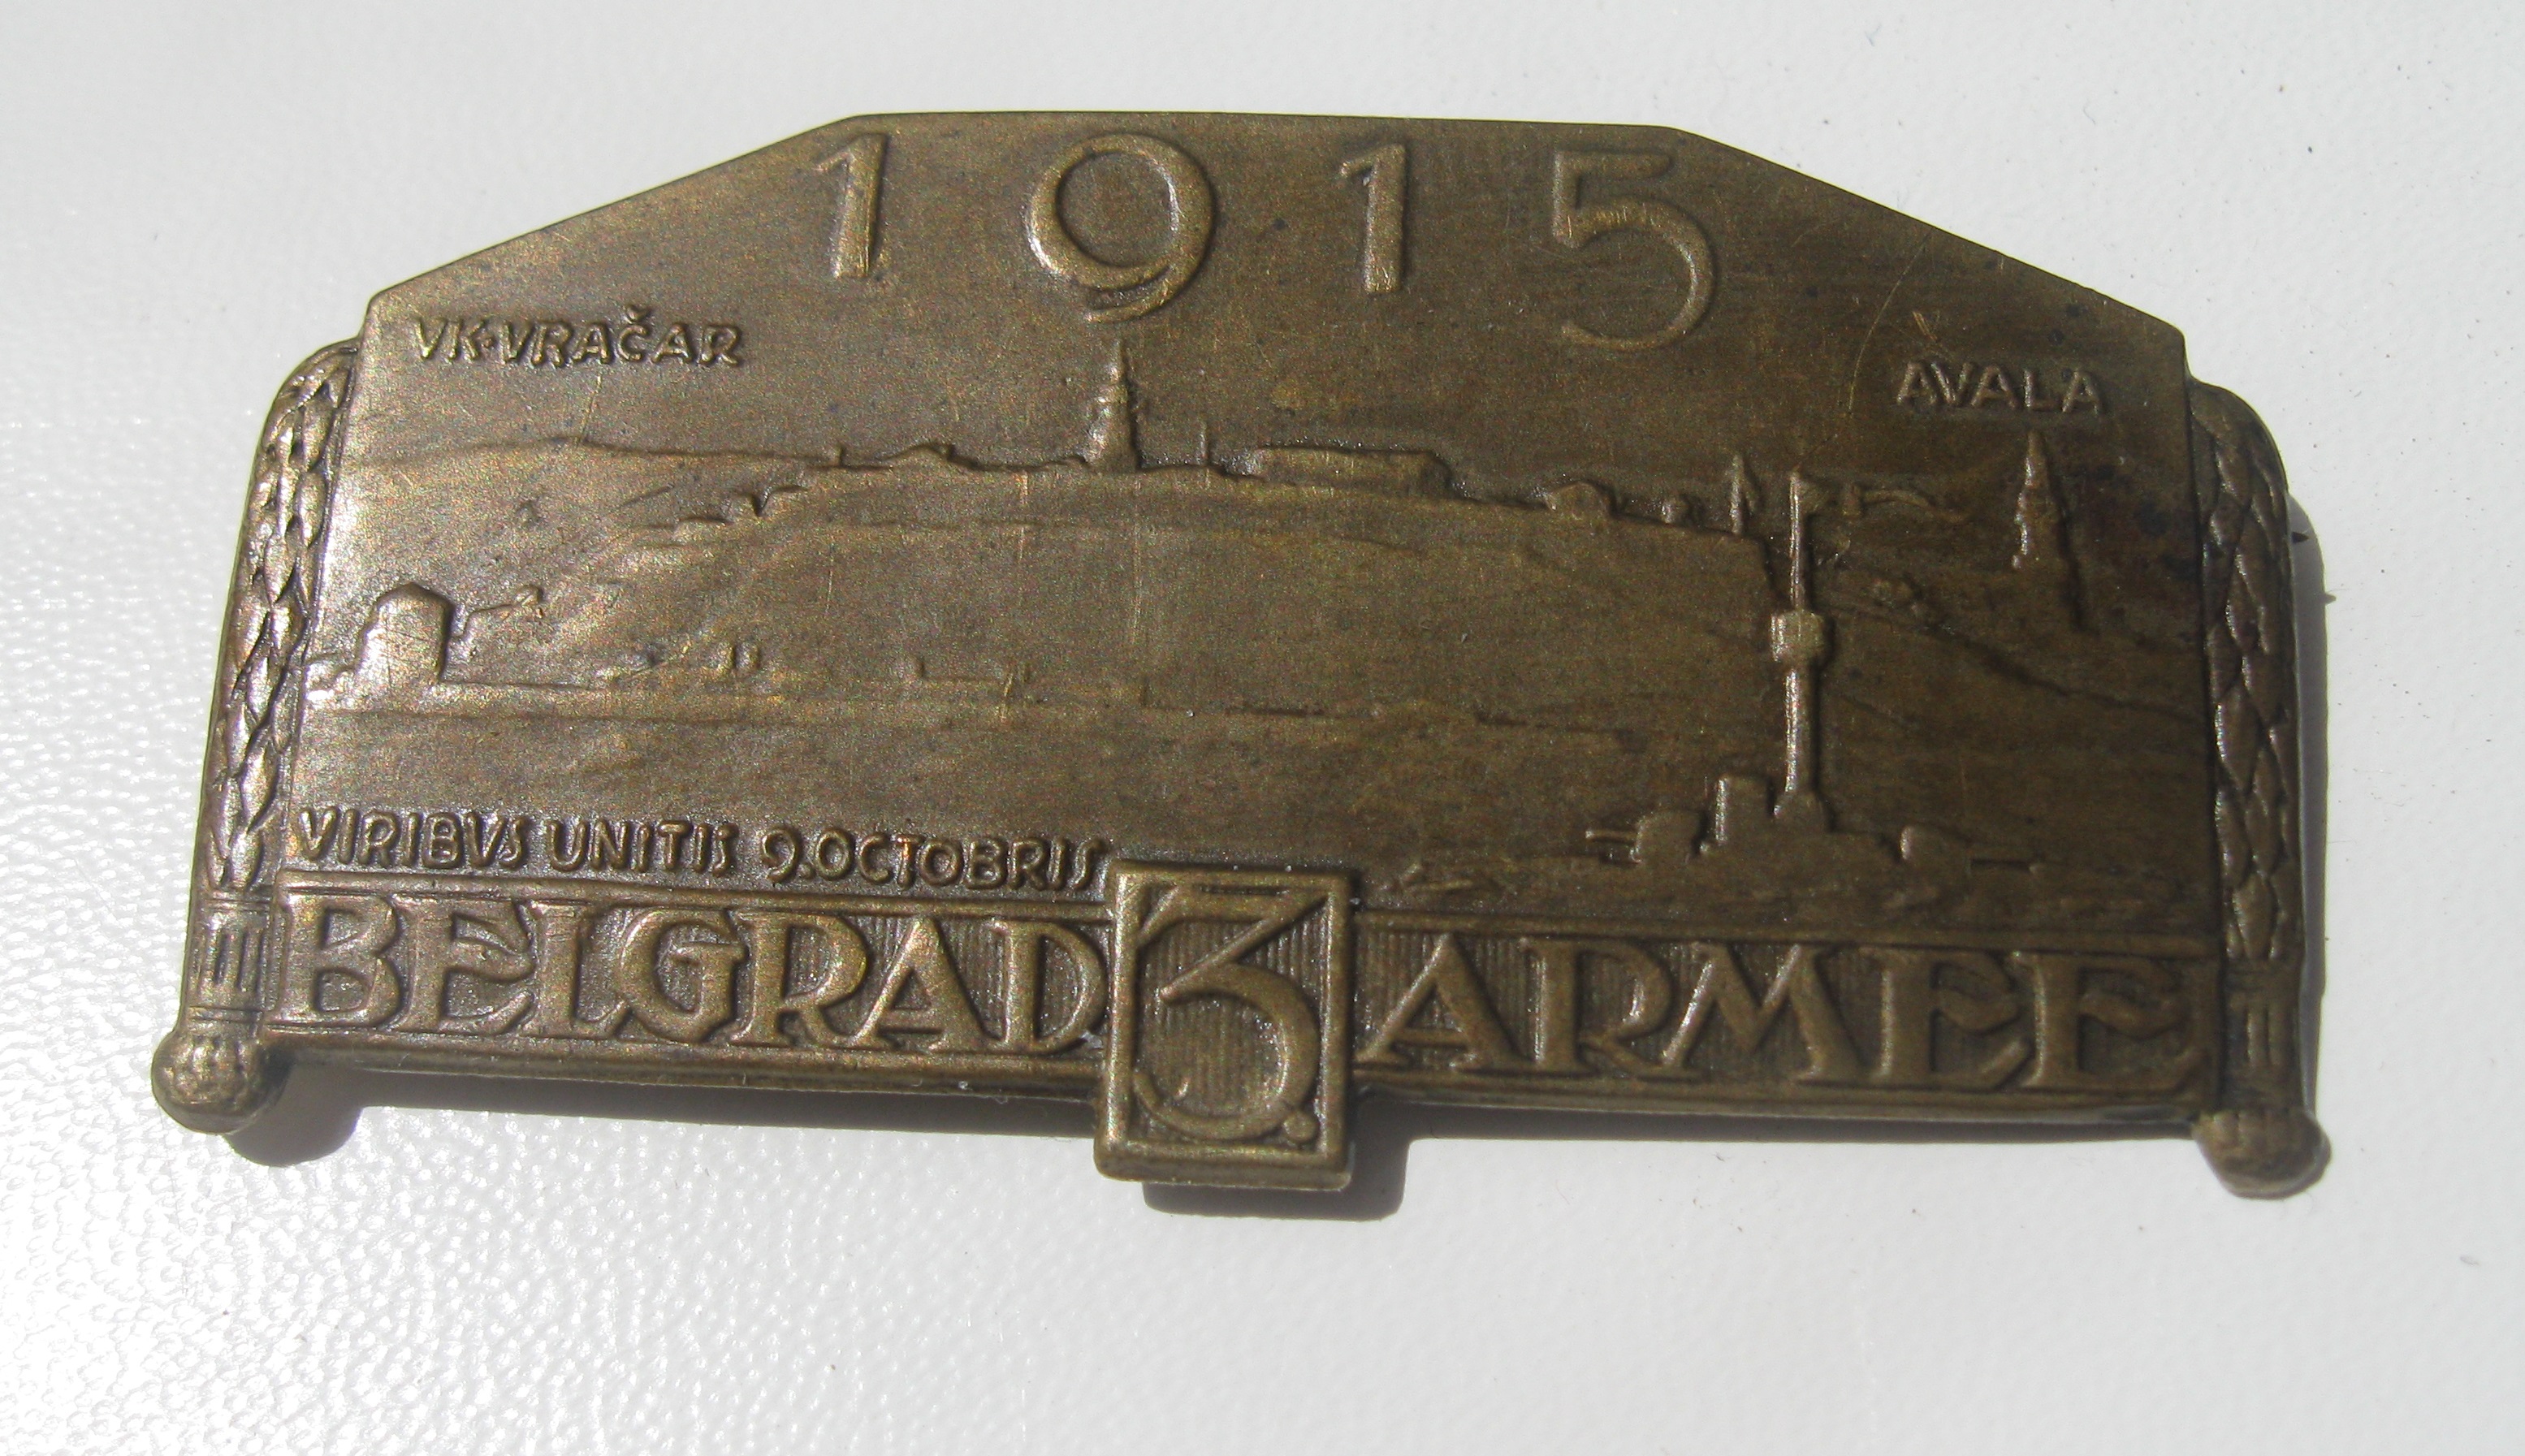 1915
VK·VRAČAR
AVALA
VIRIBVS UNITIS 9.OCTOBRIS
BELGRAD 3. ARMEE